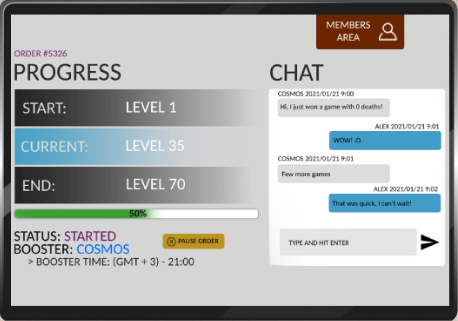 MEMBERS
AREA
ORDER #5326
PROGRESS
START: LEVEL 1
CURRENT: LEVEL 35
END: LEVEL 70
50%
STATUS: STARTED
BOOSTER: COSMOS
> BOOSTER TIME: (GMT + 3) - 21:00
PAUSE ORDER
CHAT
COSMOS 2021/01/21 9:00
Hi, I just won a game with 0 deaths!
ALEX 2021/01/21 9:01
WOW! :D
COSMOS 2021/01/21 9:01
Few more games
ALEX 2021/01/21 9:02
That was quick, I can't wait!
TYPE AND HIT ENTER